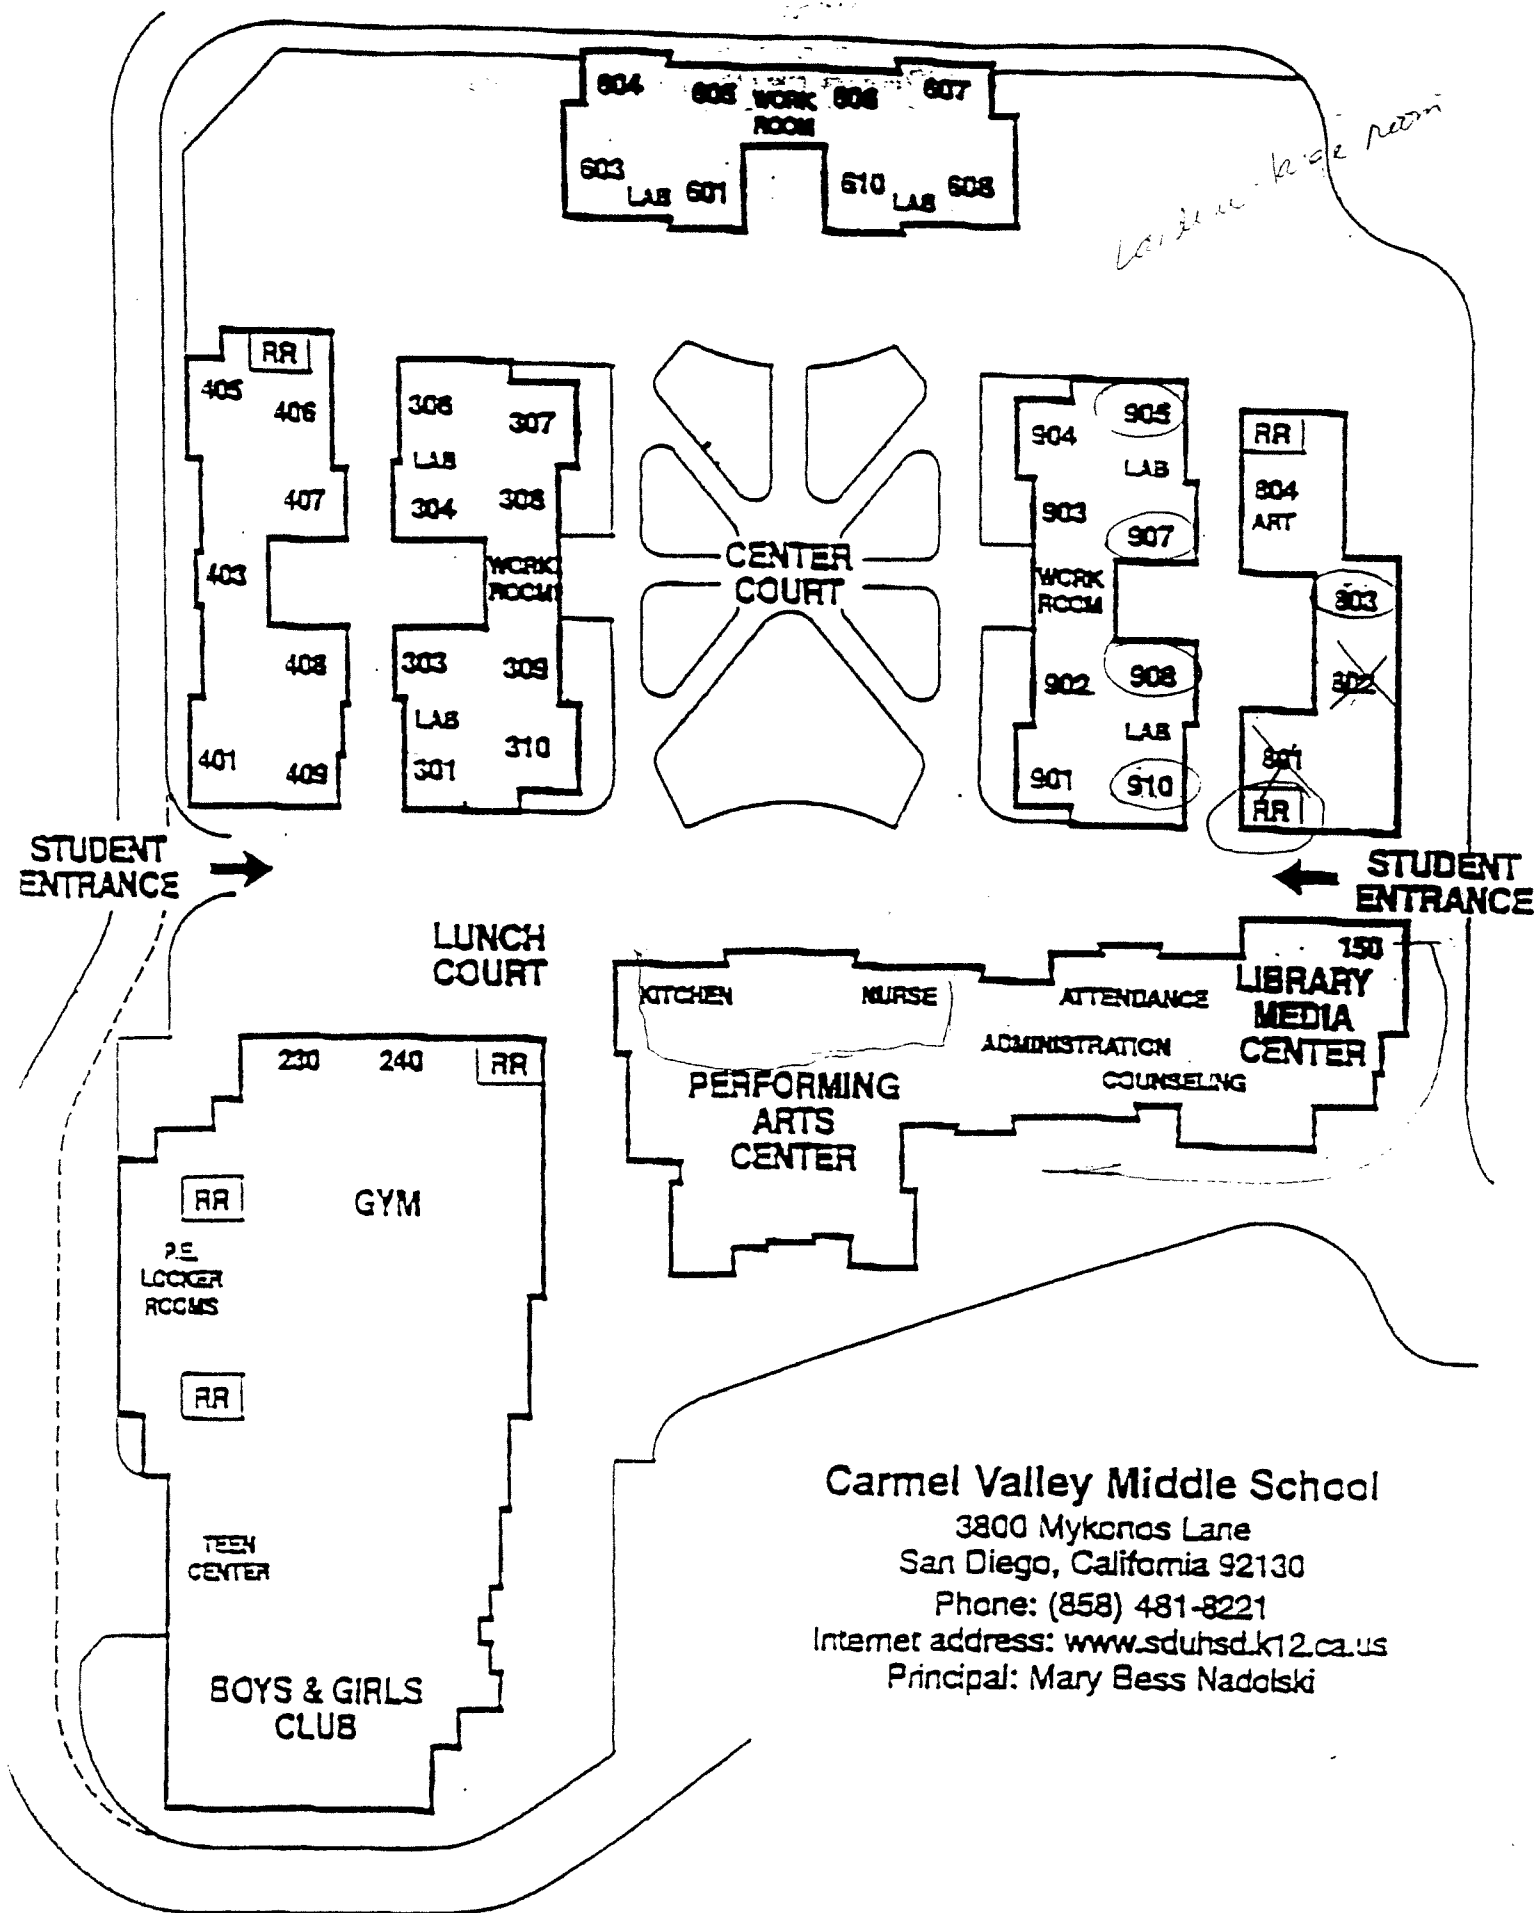 604
605
WORK
ROOM
606
607
603
LAB
601
610
LAB
608
room
RR
405
406
407
403
408
401
409
306
307
LAB
304
308
WORK
ROOM
303
309
LAB
310
301
CENTER
COURT
904
905
LAB
903
907
WORK
ROOM
902
908
LAB
901
910
RR
804
ART
803
802
801
RR
STUDENT
ENTRANCE
STUDENT
ENTRANCE
LUNCH
COURT
KITCHEN
NURSE
ATTENDANCE
150
LIBRARY
MEDIA
CENTER
ADMINISTRATION
COUNSELING
PERFORMING
ARTS
CENTER
230
240
RR
RR
GYM
P.E.
LOCKER
ROOMS
RR
TEEN
CENTER
BOYS & GIRLS
CLUB
Carmel Valley Middle School
3800 Mykonos Lane
San Diego, California 92130
Phone: (858) 481-8221
Internet address: www.sduhsd.k12.ca.us
Principal: Mary Bess Nadolski